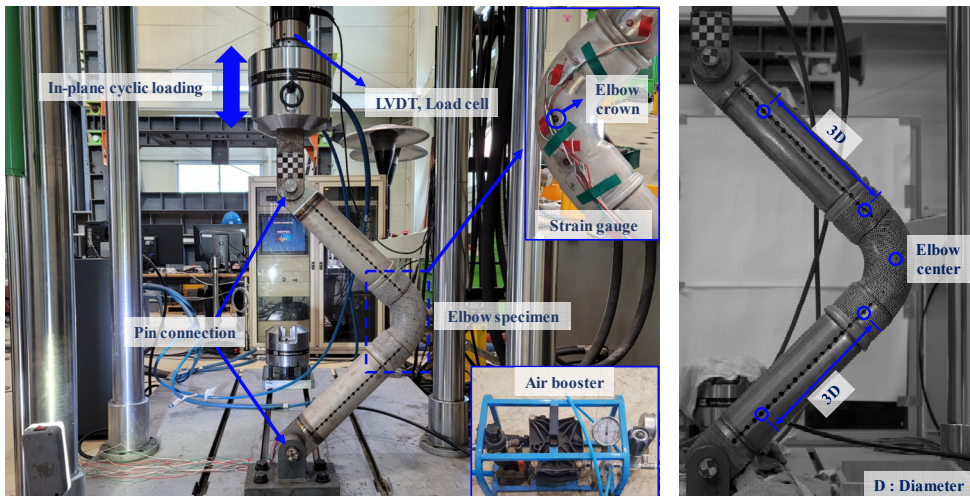 In-plane cyclic loading
LVDT, Load cell
Elbow
crown
Strain gauge
3D
Elbow
center
Pin connection
Elbow specimen
Air booster
3D
D : Diameter